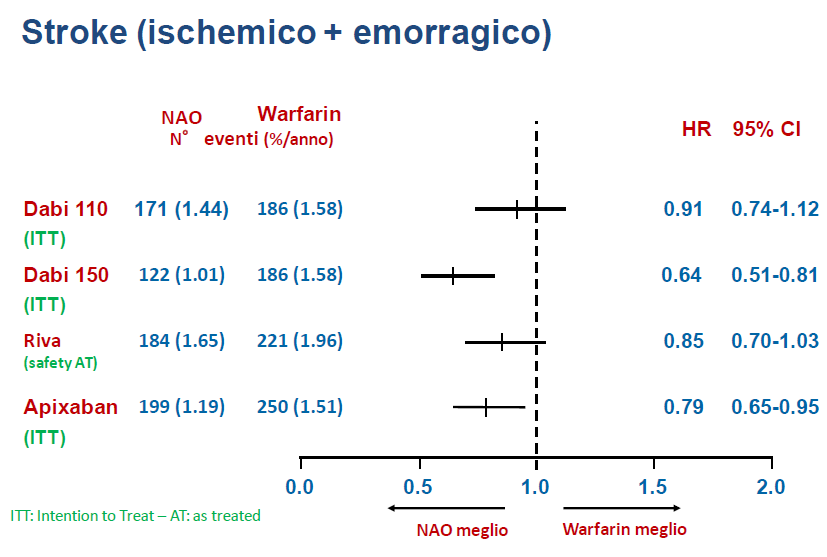 Stroke (ischemico + emorragico)
NAO Warfarin
N° eventi (%/anno)
HR 95% CI
Dabi 110 171 (1.44) 186 (1.58) 0.91 0.74-1.12
(ITT)
Dabi 150 122 (1.01) 186 (1.58) 0.64 0.51-0.81
(ITT)
Riva 184 (1.65) 221 (1.96) 0.85 0.70-1.03
(safety AT)
Apixaban 199 (1.19) 250 (1.51) 0.79 0.65-0.95
(ITT)
0.0 0.5 1.0 1.5 2.0
ITT: Intention to Treat – AT: as treated
NAO meglio Warfarin meglio